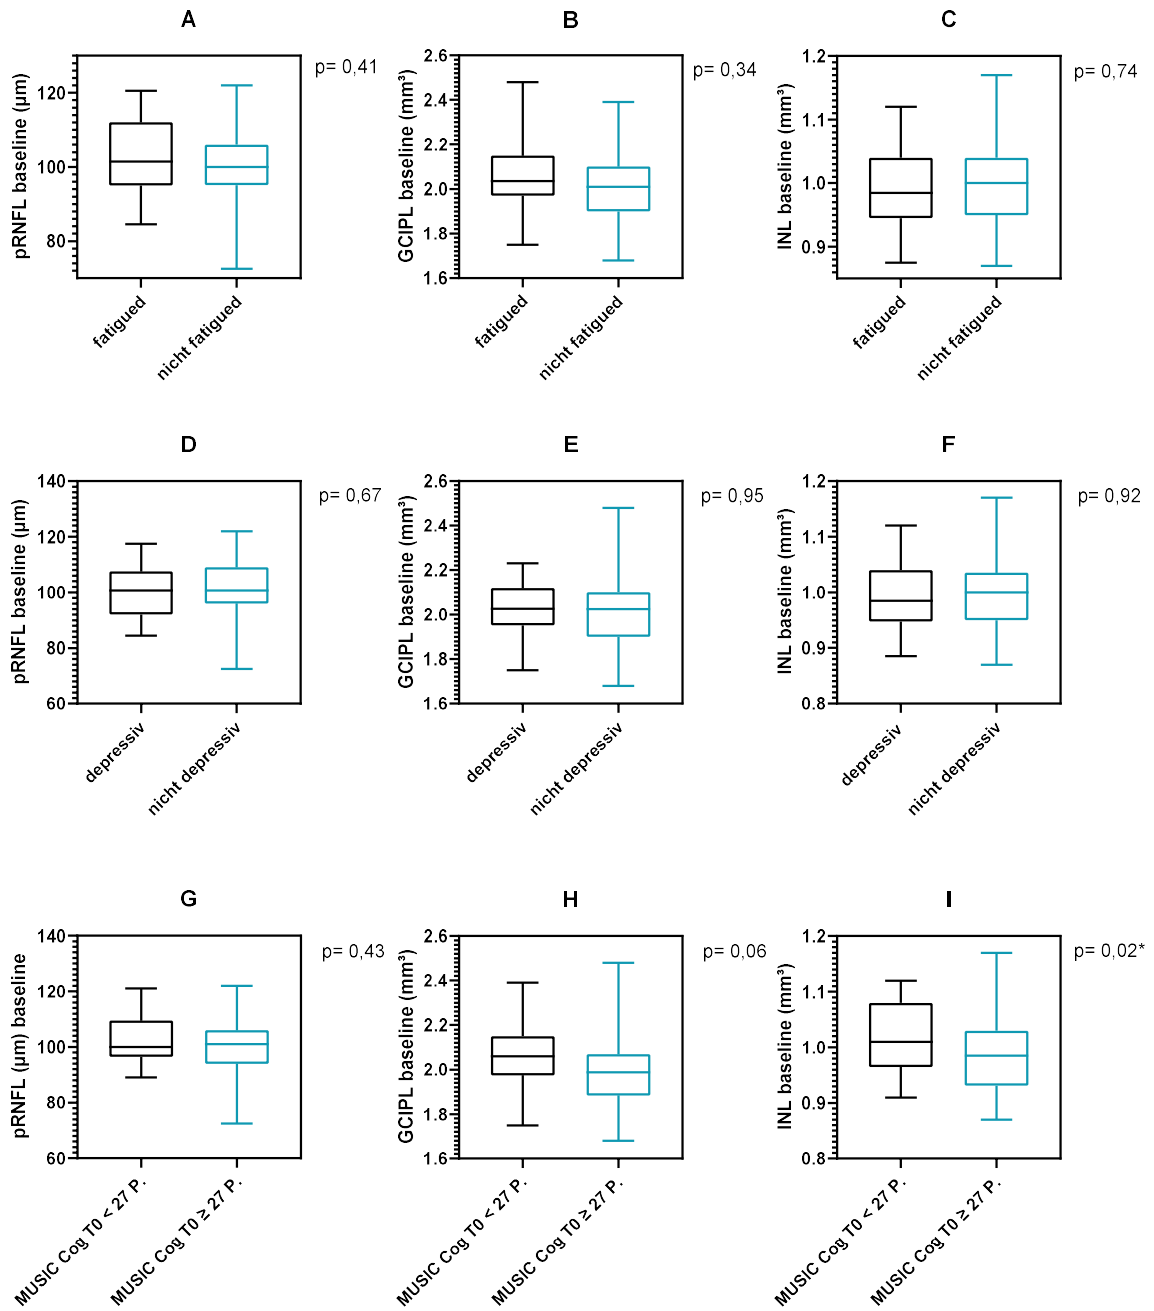 A
pRNFL baseline (µm)
120
100
80
fatigued
nicht fatigued
p= 0,41
B
GCIPL baseline (mm³)
2.6
2.4
2.2
2.0
1.8
1.6
fatigued
nicht fatigued
p= 0,34
C
INL baseline (mm³)
1.2
1.1
1.0
0.9
fatigued
nicht fatigued
p= 0,74
D
pRNFL baseline (µm)
140
120
100
80
60
depressiv
nicht depressiv
p= 0,67
E
GCIPL baseline (mm³)
2.6
2.4
2.2
2.0
1.8
1.6
depressiv
nicht depressiv
p= 0,95
F
INL baseline (mm³)
1.2
1.1
1.0
0.9
0.8
depressiv
nicht depressiv
p= 0,92
G
pRNFL (µm) baseline
140
120
100
80
60
MUSIC Cog T0 < 27 P.
MUSIC Cog T0 ≥ 27 P.
p= 0,43
H
GCIPL baseline (mm³)
2.6
2.4
2.2
2.0
1.8
1.6
MUSIC Cog T0 < 27 P.
MUSIC Cog T0 ≥ 27 P.
p= 0,06
I
INL baseline (mm³)
1.2
1.1
1.0
0.9
0.8
MUSIC Cog T0 < 27 P.
MUSIC Cog T0 ≥ 27 P.
p= 0,02*